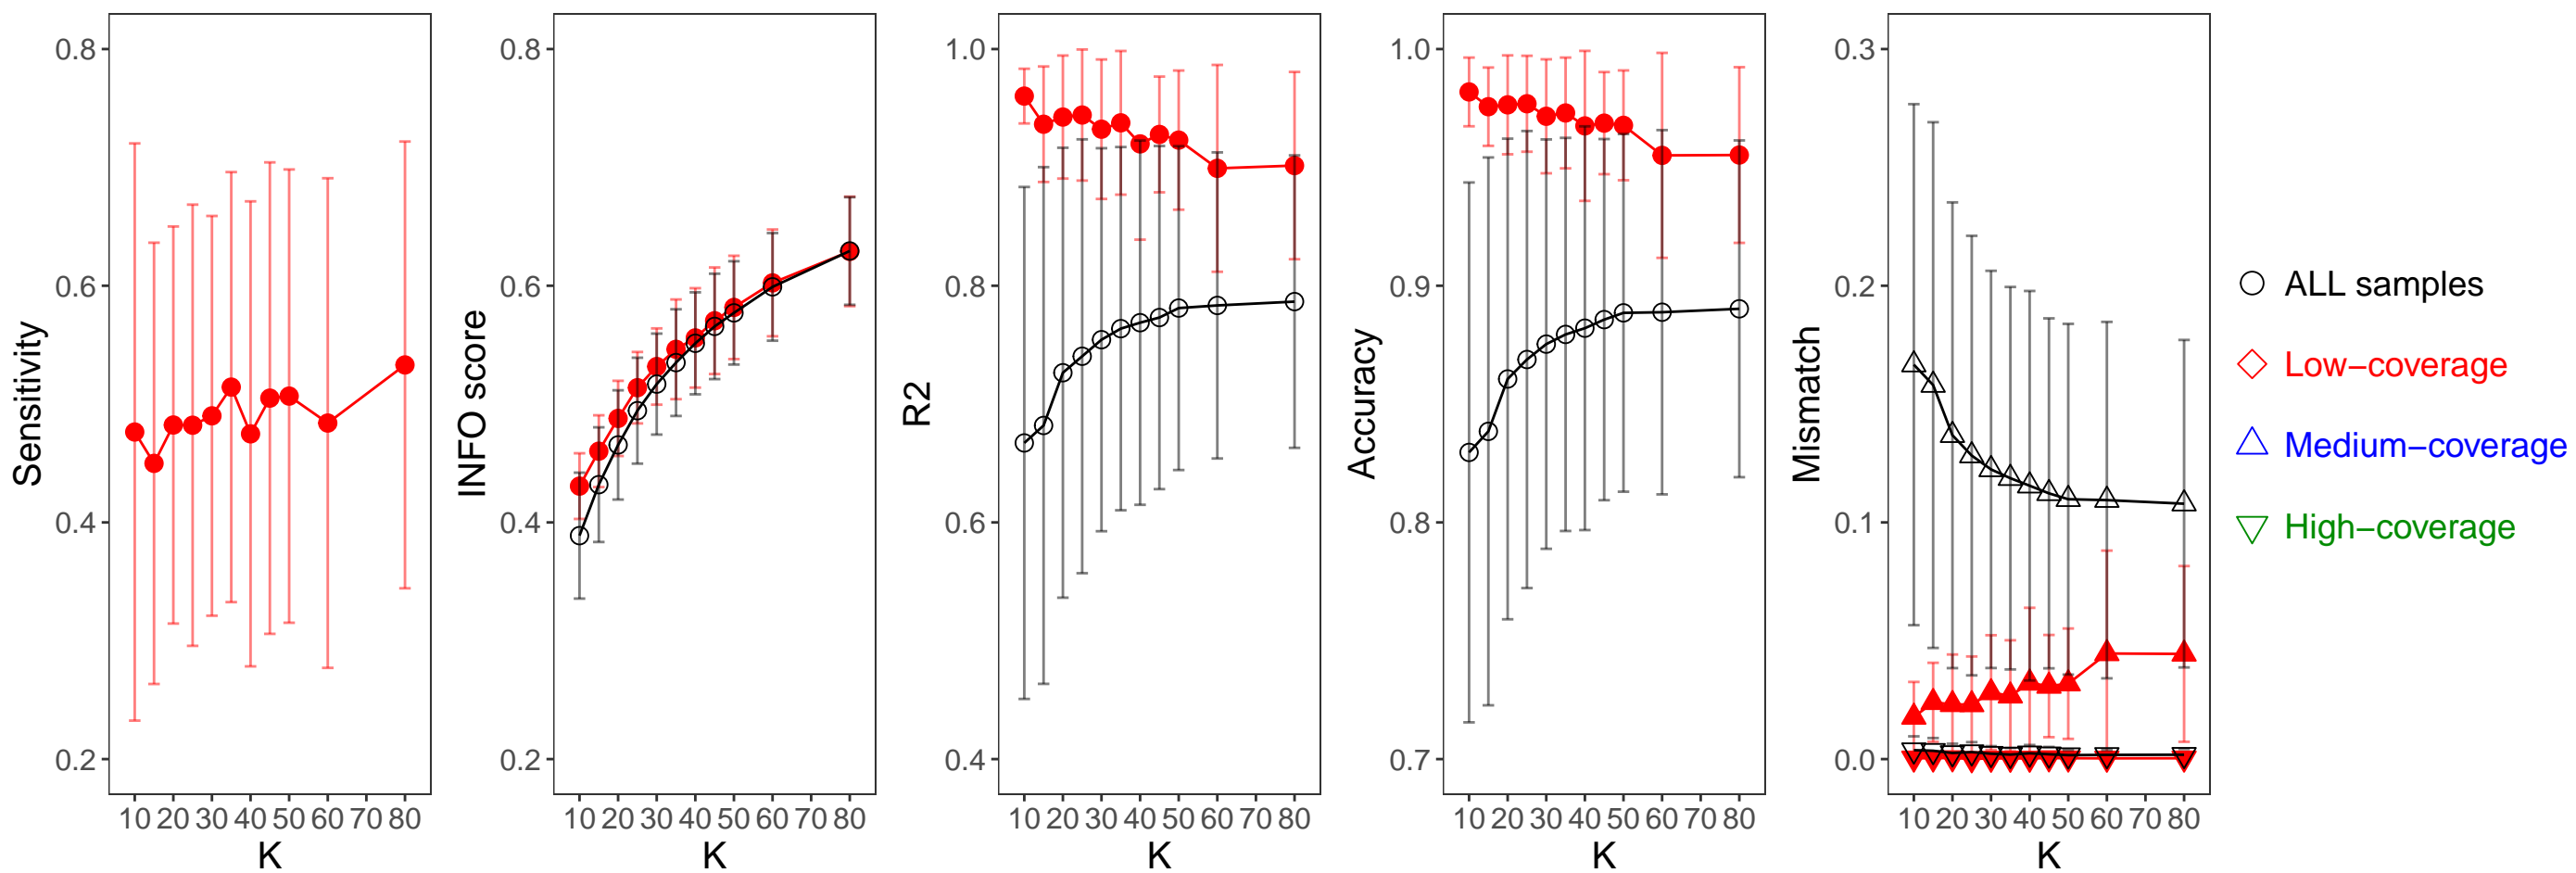 Sensitivity
0.8
0.6
0.4
0.2
10 20 30 40 50 60 70 80
K
INFO score
0.8
0.6
0.4
0.2
10 20 30 40 50 60 70 80
K
R2
1.0
0.8
0.6
0.4
10 20 30 40 50 60 70 80
K
Accuracy
1.0
0.9
0.8
0.7
10 20 30 40 50 60 70 80
K
Mismatch
0.3
0.2
0.1
0.0
10 20 30 40 50 60 70 80
K
ALL samples
Low−coverage
Medium−coverage
High−coverage